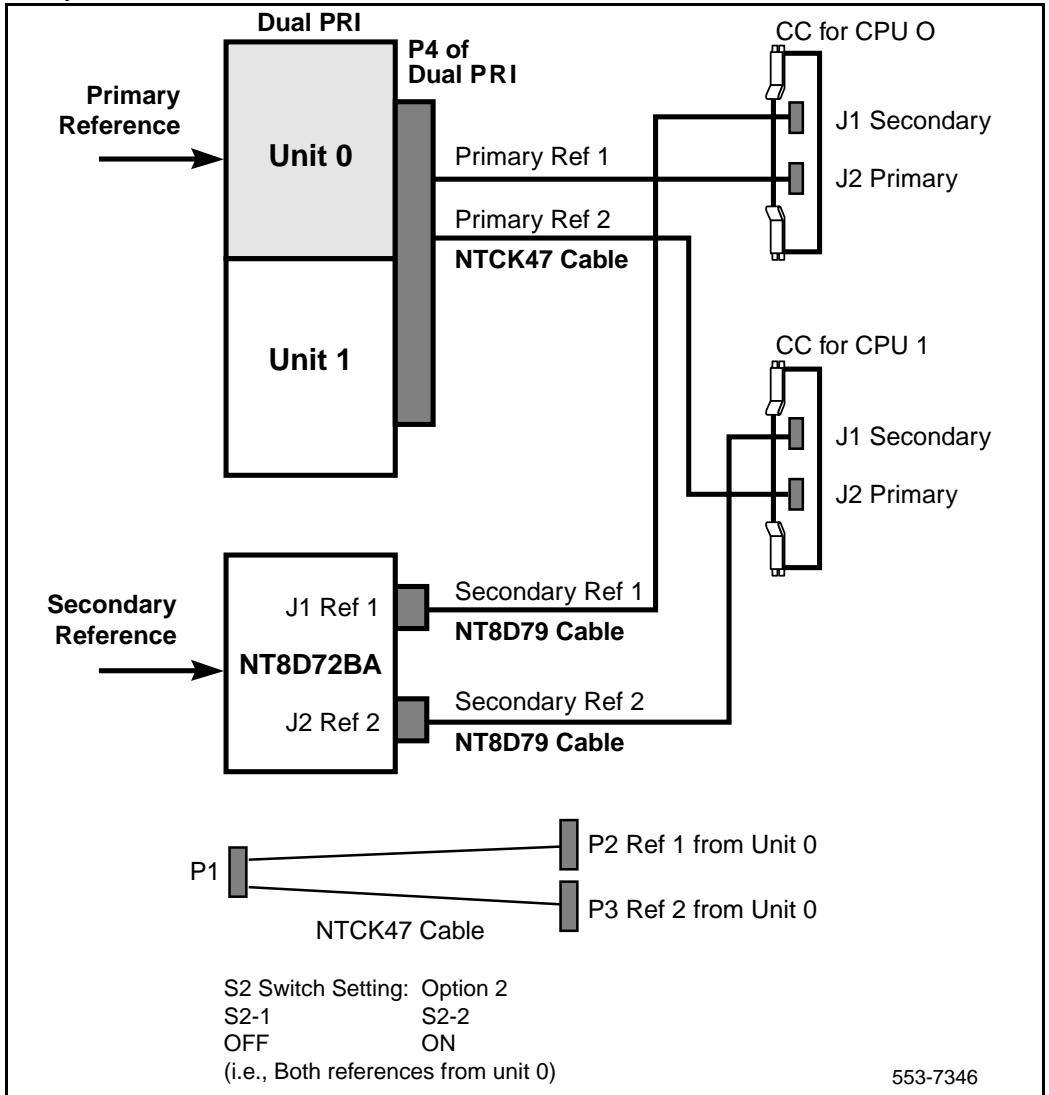 Dual PRI
P4 of
Dual PRI
CC for CPU O
Primary
Reference
Unit 0
Unit 1
Primary Ref 1
Primary Ref 2
NTCK47 Cable
J1 Secondary
J2 Primary
CC for CPU 1
J1 Secondary
J2 Primary
Secondary
Reference
J1 Ref 1
NT8D72BA
J2 Ref 2
Secondary Ref 1
NT8D79 Cable
Secondary Ref 2
NT8D79 Cable
P1
P2 Ref 1 from Unit 0
P3 Ref 2 from Unit 0
NTCK47 Cable
S2 Switch Setting: Option 2
S2-1 S2-2
OFF ON
(i.e., Both references from unit 0)
553-7346